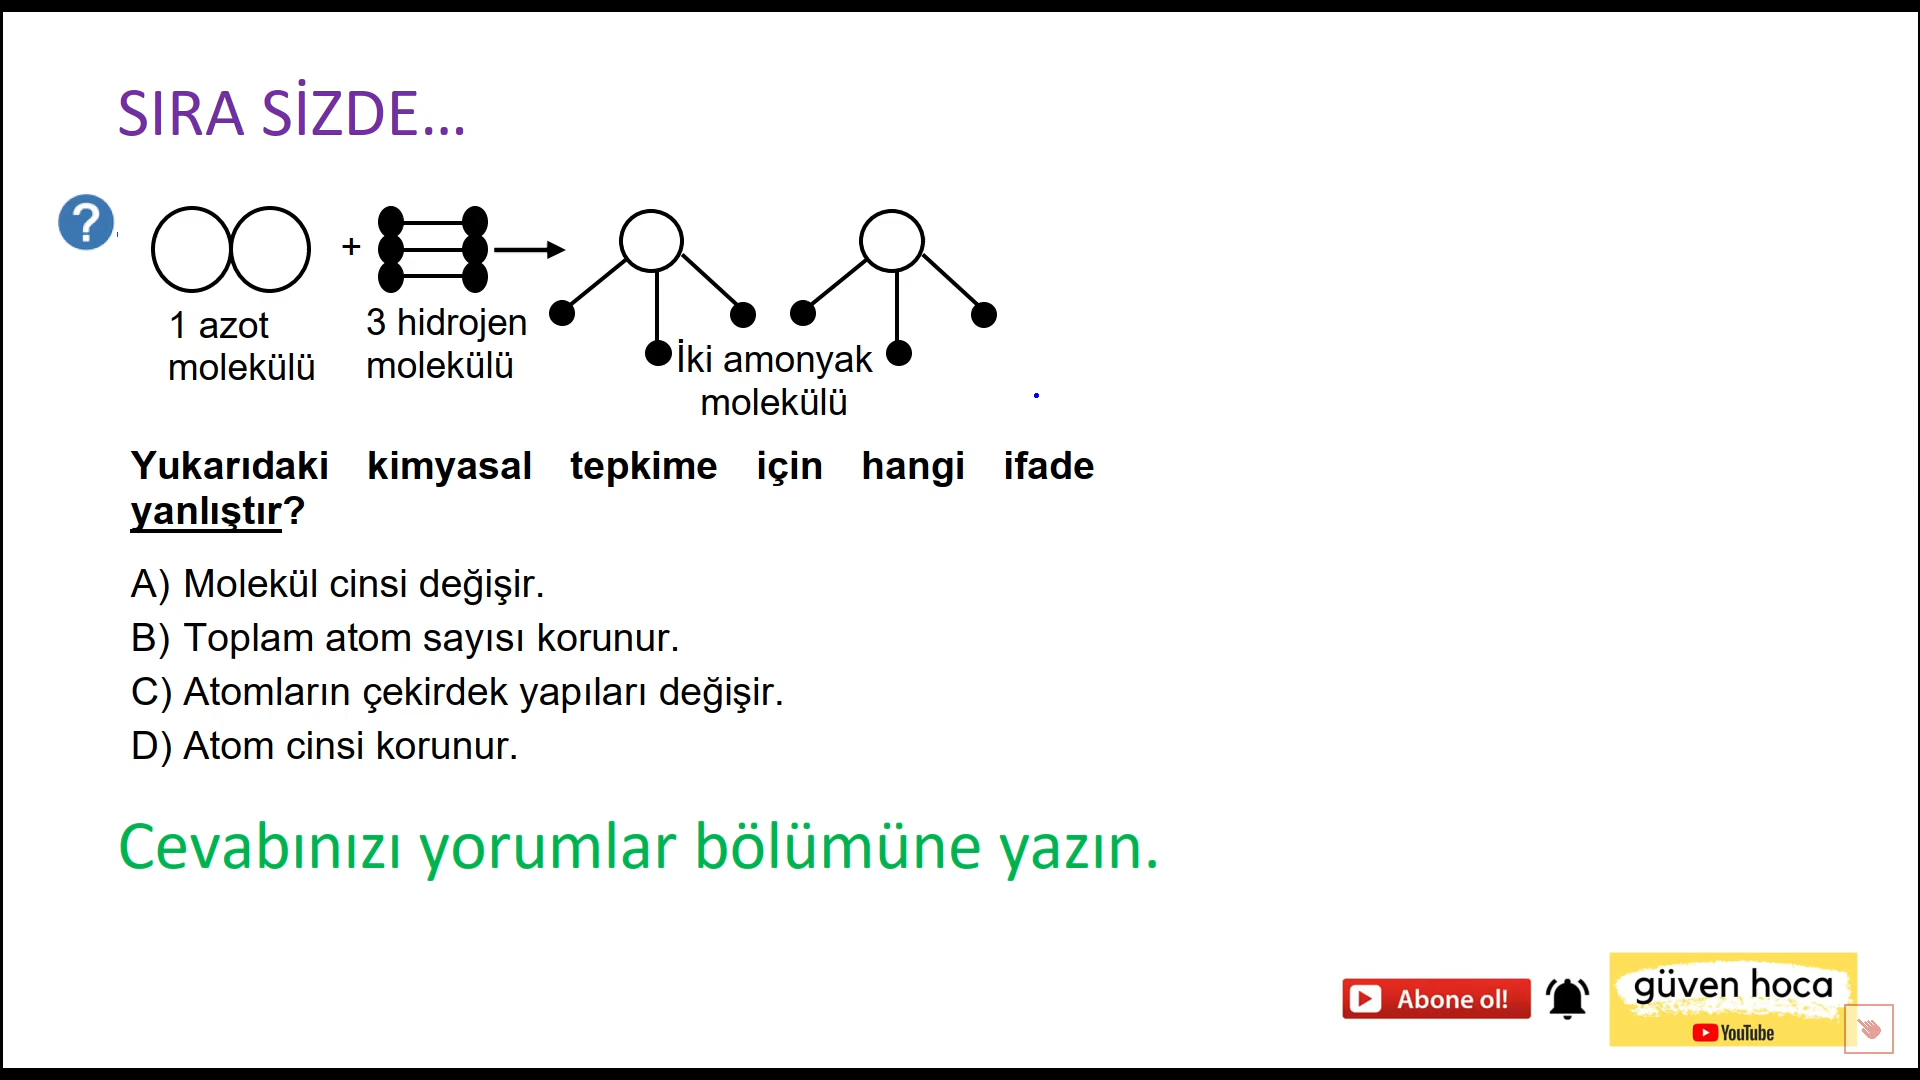 SIRA SİZDE...
?
+
1 azot
molekülü
3 hidrojen
molekülü
İki amonyak
molekülü
Yukarıdaki kimyasal tepkime için hangi ifade
yanlıştır?
A) Molekül cinsi değişir.
B) Toplam atom sayısı korunur.
C) Atomların çekirdek yapıları değişir.
D) Atom cinsi korunur.
Cevabınızı yorumlar bölümüne yazın.
Abone ol!
güven hoca
YouTube